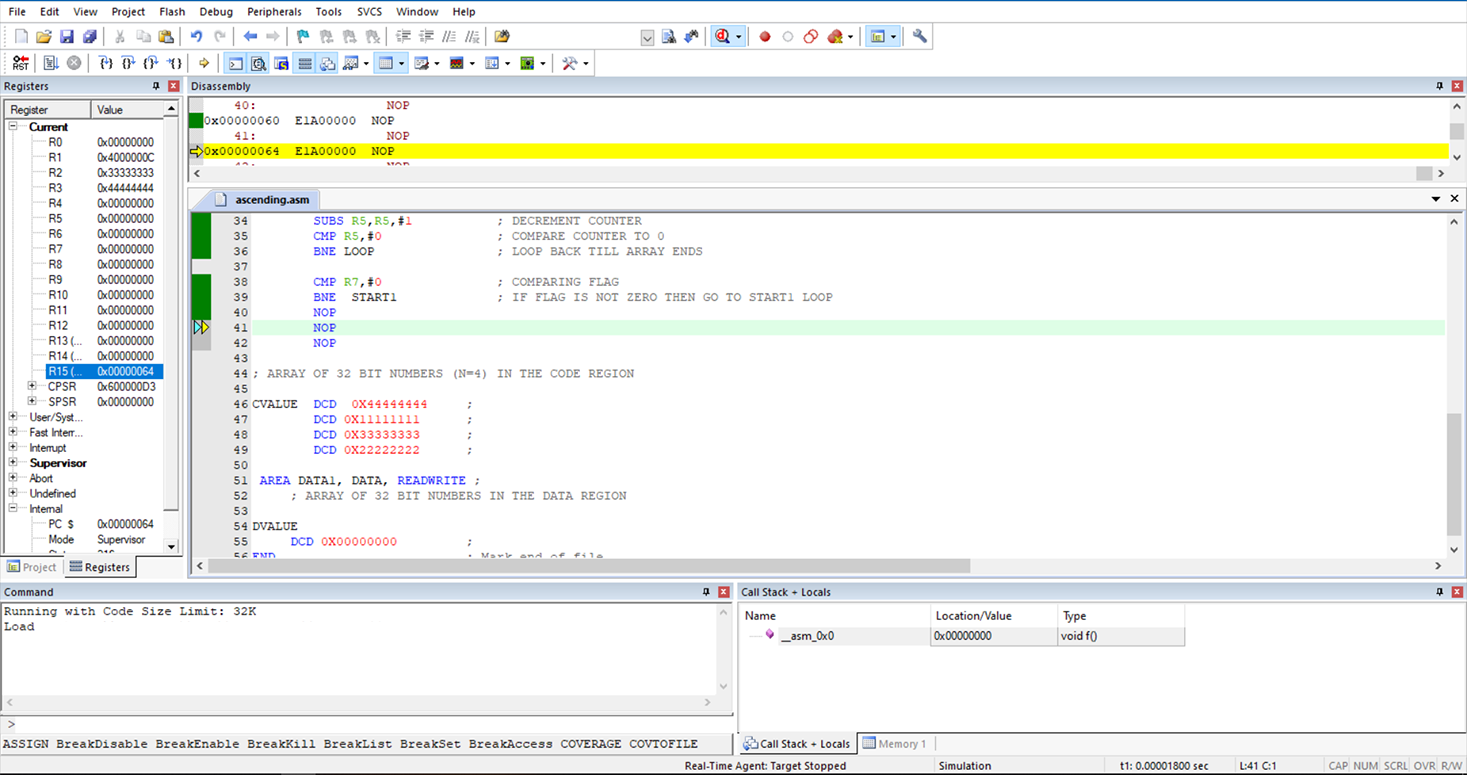 File Edit View Project Flash Debug Peripherals Tools SVCS Window Help
Registers
Register Value
Current
R0 0x00000000
R1 0x4000000C
R2 0x33333333
R3 0x44444444
R4 0x00000000
R5 0x00000000
R6 0x00000000
R7 0x00000000
R8 0x00000000
R9 0x00000000
R10 0x00000000
R11 0x00000000
R12 0x00000000
R13 (... 0x00000000
R14 (... 0x00000000
R15 (... 0x00000064
CPSR 0x600000D3
SPSR 0x00000000
User/Syst...
Fast Interr...
Interrupt
Supervisor
Abort
Undefined
Internal
PC $ 0x00000064
Mode Supervisor
Project Registers
Disassembly
40: NOP
0x00000060 E1A00000 NOP
41: NOP
0x00000064 E1A00000 NOP
ascending.asm
34 SUBS R5,R5,#1 ; DECREMENT COUNTER
35 CMP R5,#0 ; COMPARE COUNTER TO 0
36 BNE LOOP ; LOOP BACK TILL ARRAY ENDS
37
38 CMP R7,#0 ; COMPARING FLAG
39 BNE START1 ; IF FLAG IS NOT ZERO THEN GO TO START1 LOOP
40 NOP
41 NOP
42 NOP
43
44 ; ARRAY OF 32 BIT NUMBERS (N=4) IN THE CODE REGION
45
46 CVALUE DCD 0X44444444 ;
47 DCD 0X11111111 ;
48 DCD 0X33333333 ;
49 DCD 0X22222222 ;
50
51 AREA DATA1, DATA, READWRITE ;
52 ; ARRAY OF 32 BIT NUMBERS IN THE DATA REGION
53
54 DVALUE
55 DCD 0X00000000 ;
56 END ; Mark end of file
Command
Running with Code Size Limit: 32K
Load
>
ASSIGN BreakDisable BreakEnable BreakKill BreakList BreakSet BreakAccess COVERAGE COVTOFILE
Call Stack + Locals
Name Location/Value Type
__asm_0x0 0x00000000 void f()
Call Stack + Locals Memory 1
Real-Time Agent: Target Stopped Simulation t1: 0.00001800 sec L:41 C:1 CAP NUM SCRL OVR R/W